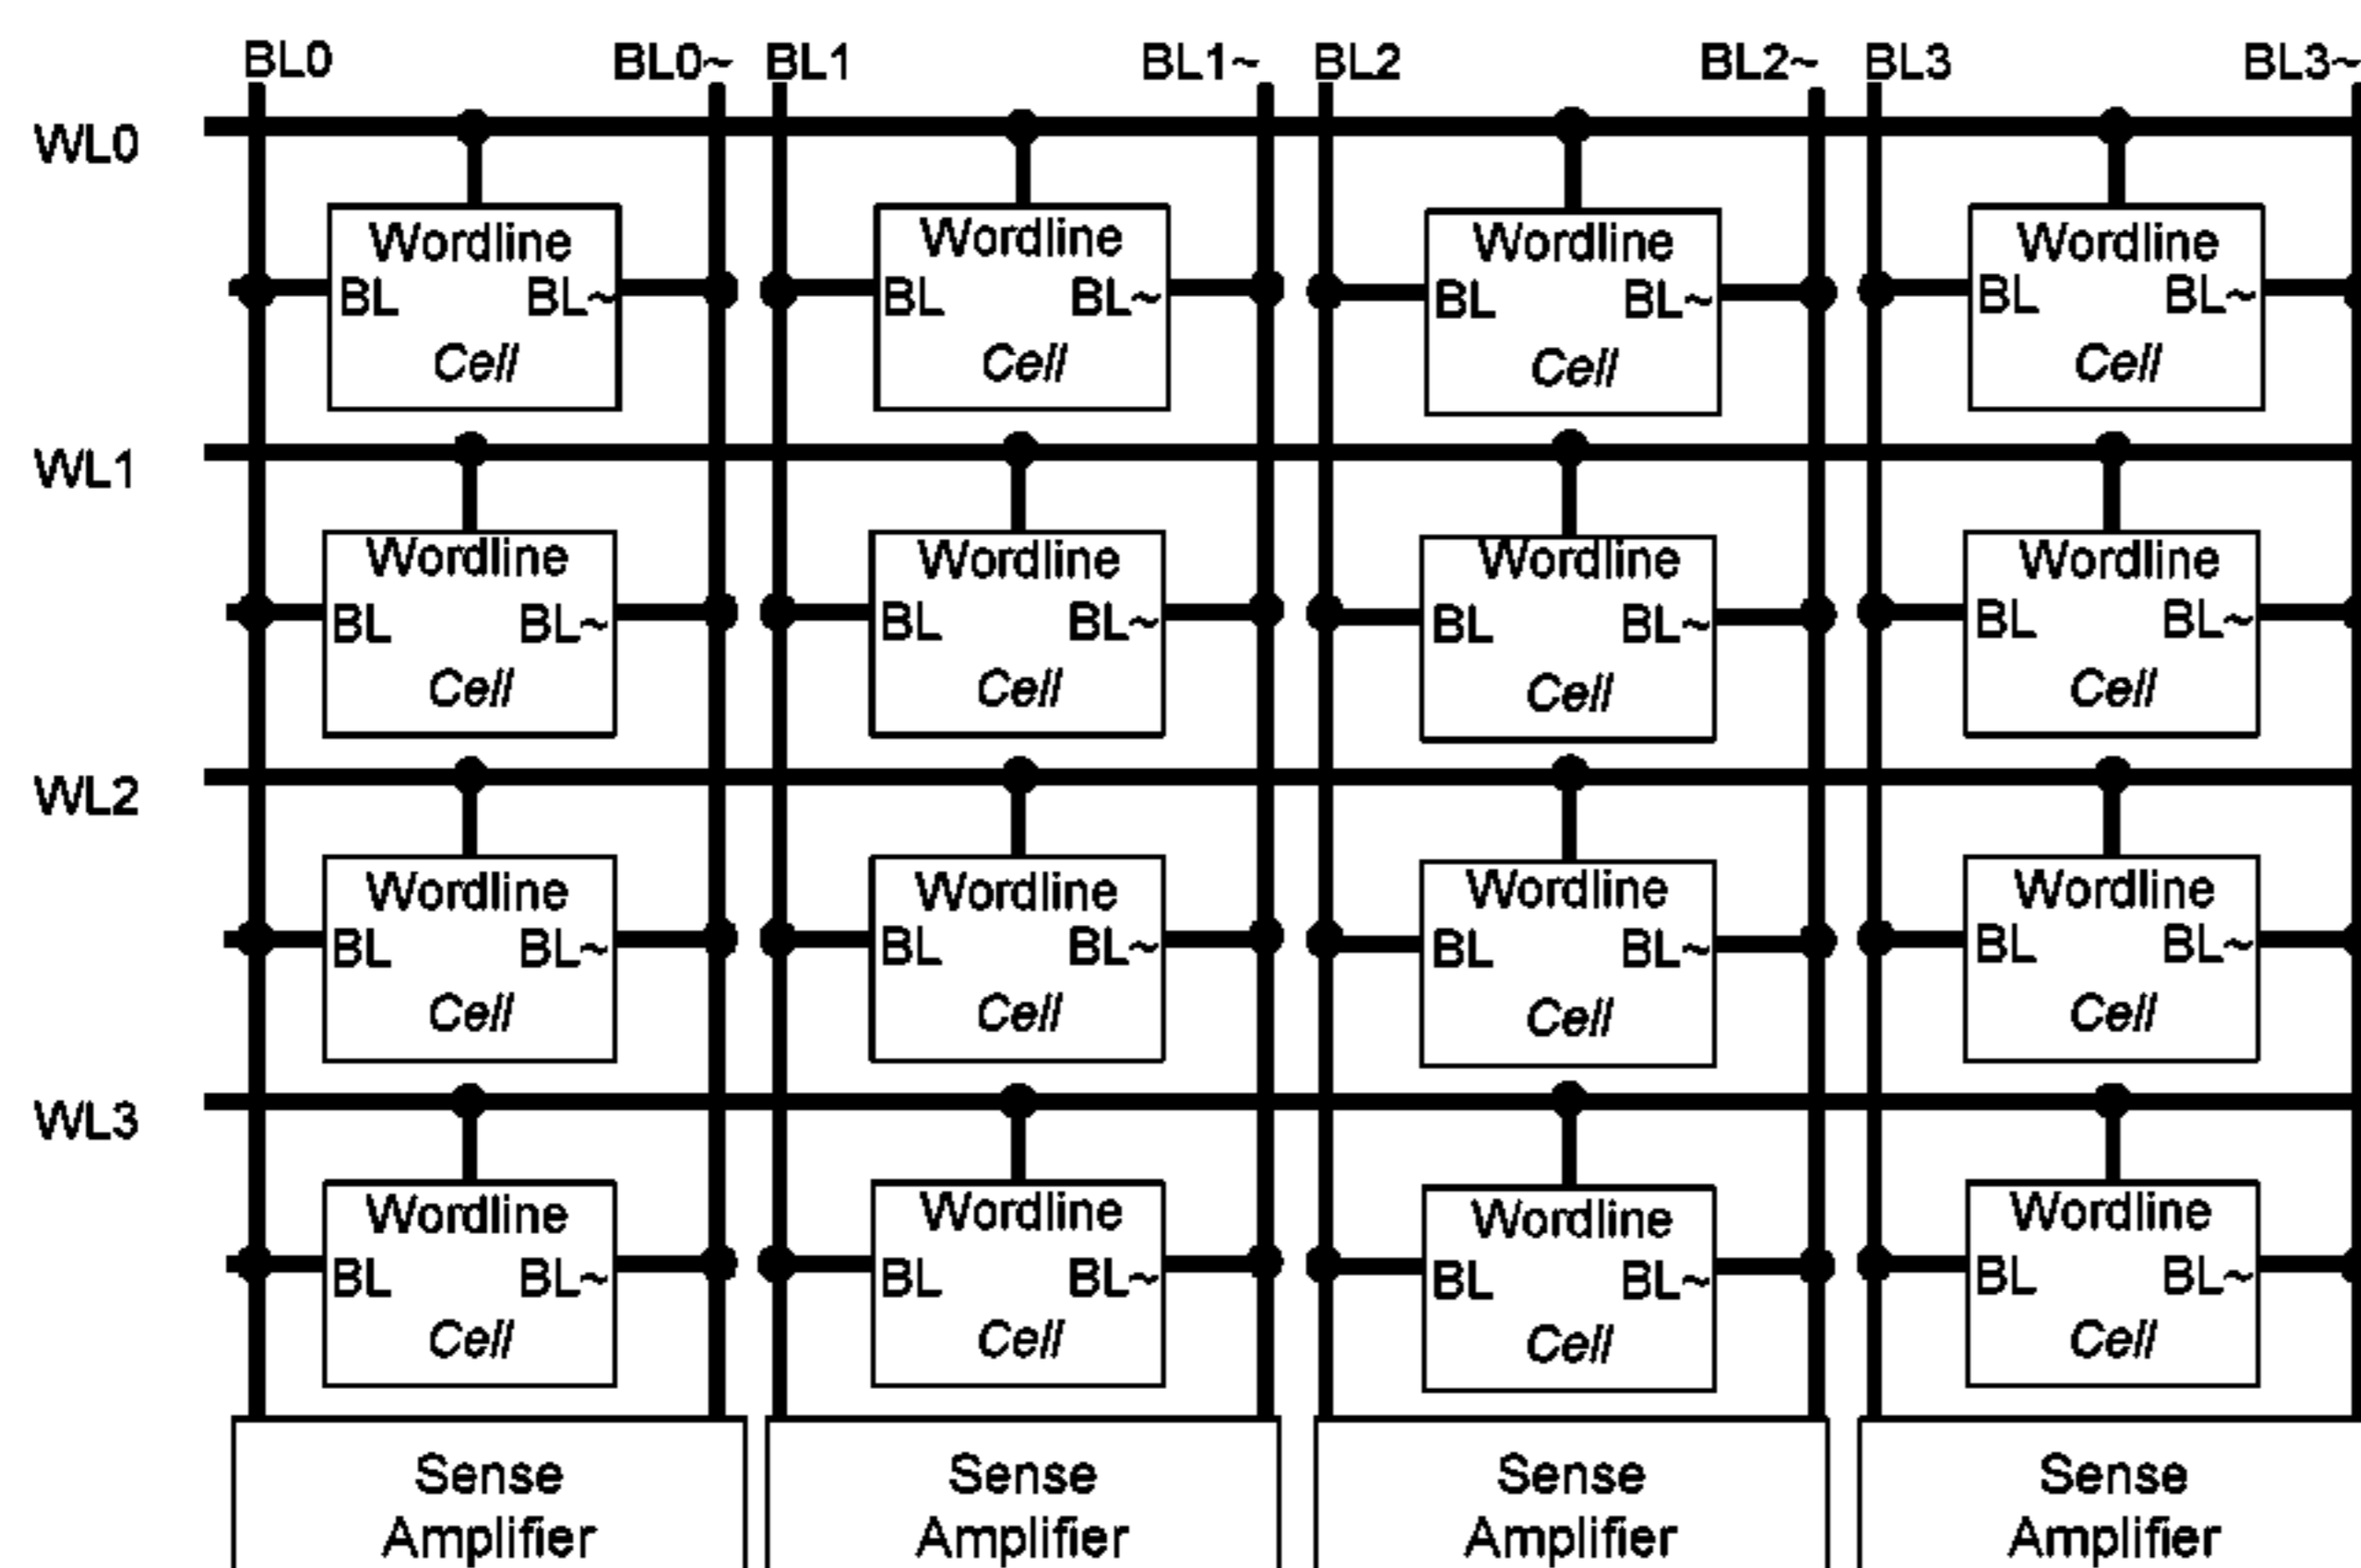 BL0 BL0~ BL1 BL1~ BL2 BL2~ BL3 BL3~
WL0
Wordline Wordline Wordline Wordline
BL BL~ BL BL~ BL BL~ BL BL~
Cell Cell Cell Cell
WL1
Wordline Wordline Wordline Wordline
BL BL~ BL BL~ BL BL~ BL BL~
Cell Cell Cell Cell
WL2
Wordline Wordline Wordline Wordline
BL BL~ BL BL~ BL BL~ BL BL~
Cell Cell Cell Cell
WL3
Wordline Wordline Wordline Wordline
BL BL~ BL BL~ BL BL~ BL BL~
Cell Cell Cell Cell
Sense Sense Sense Sense
Amplifier Amplifier Amplifier Amplifier